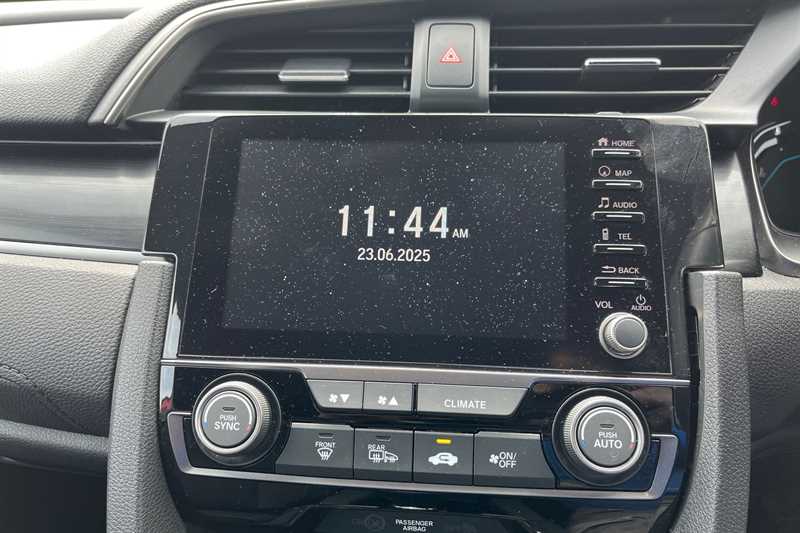 HOME
MAP
11:44 AM
AUDIO
TEL
23.06.2025
BACK
VOL
AUDIO
CLIMATE
PUSH
SYNC
PUSH
AUTO
FRONT
REAR
ON/
OFF
PASSENGER
AIRBAG